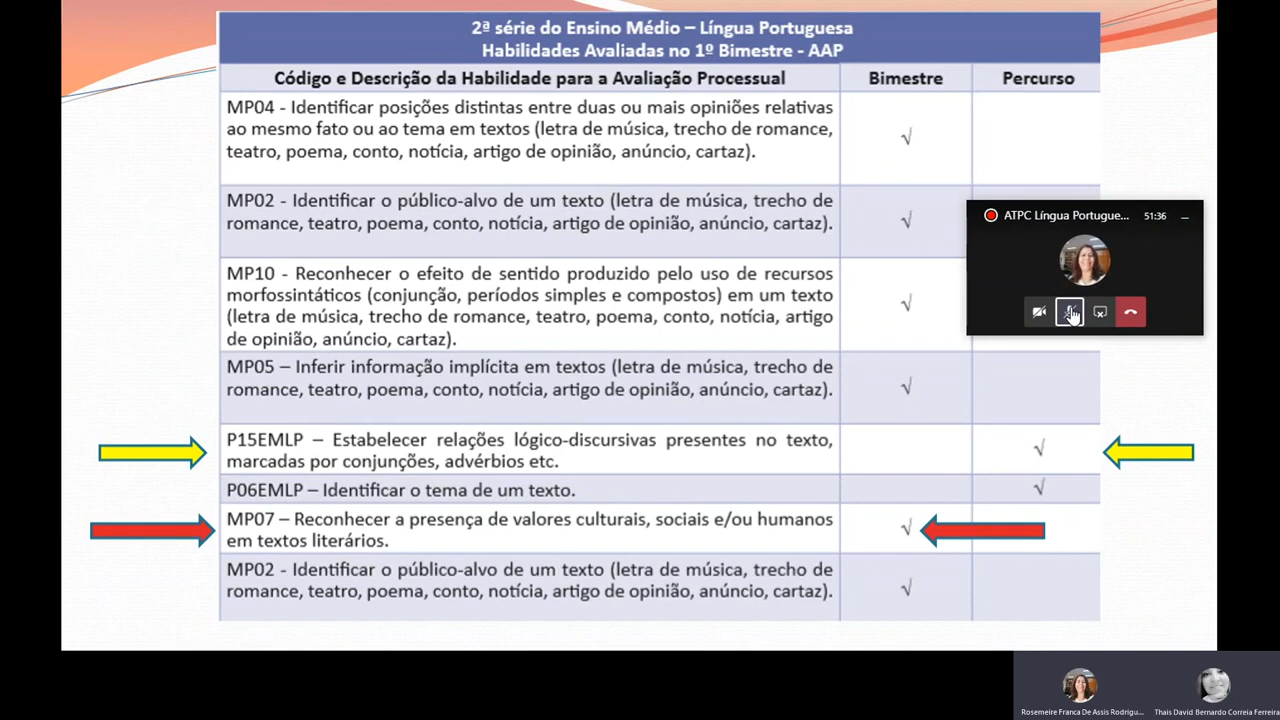 2ª série do Ensino Médio – Língua Portuguesa
Habilidades Avaliadas no 1º Bimestre - AAP
Código e Descrição da Habilidade para a Avaliação Processual
Bimestre
Percurso
MP04 - Identificar posições distintas entre duas ou mais opiniões relativas
ao mesmo fato ou ao tema em textos (letra de música, trecho de romance,
teatro, poema, conto, notícia, artigo de opinião, anúncio, cartaz).
√
MP02 - Identificar o público-alvo de um texto (letra de música, trecho de
romance, teatro, poema, conto, notícia, artigo de opinião, anúncio, cartaz).
√
MP10 - Reconhecer o efeito de sentido produzido pelo uso de recursos
morfossintáticos (conjunção, períodos simples e compostos) em um texto
(letra de música, trecho de romance, teatro, poema, conto, notícia, artigo
de opinião, anúncio, cartaz).
√
MP05 – Inferir informação implícita em textos (letra de música, trecho de
romance, teatro, poema, conto, notícia, artigo de opinião, anúncio, cartaz).
√
P15EMLP – Estabelecer relações lógico-discursivas presentes no texto,
marcadas por conjunções, advérbios etc.
√
P06EMLP – Identificar o tema de um texto.
√
MP07 – Reconhecer a presença de valores culturais, sociais e/ou humanos
em textos literários.
√
MP02 - Identificar o público-alvo de um texto (letra de música, trecho de
romance, teatro, poema, conto, notícia, artigo de opinião, anúncio, cartaz).
√
ATPC Língua Portugue...
51:36
Rosemeire Franca De Assis Rodrigu...
Thais David Bernardo Correia Ferreira